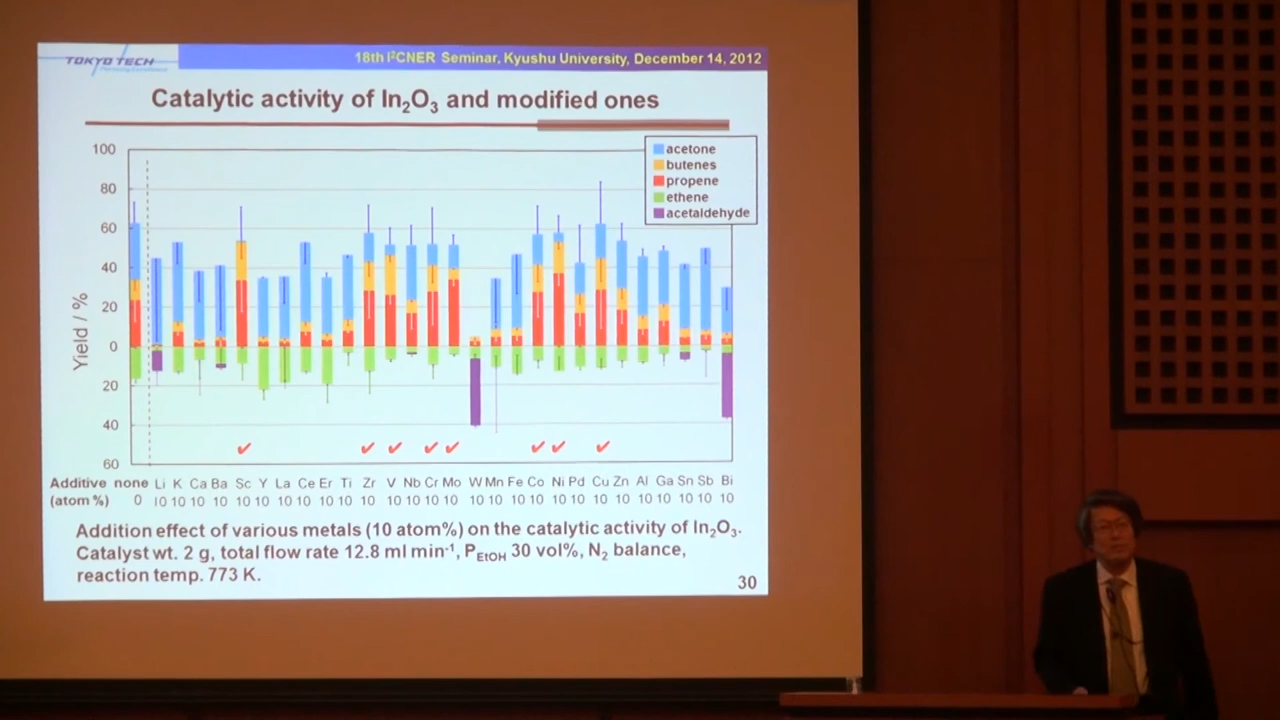 TOKYO TECH
18th I²CNER Seminar, Kyushu University, December 14, 2012
Catalytic activity of In₂O₃ and modified ones
acetone
butenes
propene
ethene
acetaldehyde
100
80
60
40
20
0
20
40
60
Yield / %
Additive none Li K Ca Ba Sc Y La Ce Er Ti Zr V Nb Cr Mo W Mn Fe Co Ni Pd Cu Zn Al Ga Sn Sb Bi
(atom %) 0 10 10 10 10 10 10 10 10 10 10 10 10 10 10 10 10 10 10 10 10 10 10 10 10 10 10 10 10
Addition effect of various metals (10 atom%) on the catalytic activity of In₂O₃.
Catalyst wt. 2 g, total flow rate 12.8 ml min⁻¹, P_EtOH 30 vol%, N₂ balance,
reaction temp. 773 K.
30